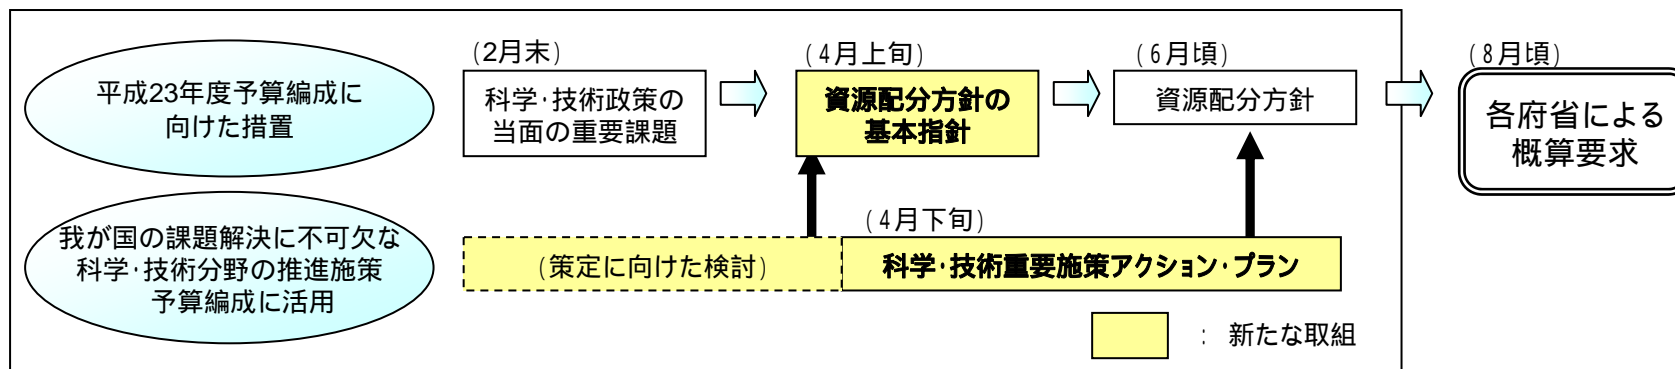 平成23年度予算編成に
向けた措置
(2月末)
科学・技術政策の
当面の重要課題
(4月上旬)
資源配分方針の
基本指針
(6月頃)
資源配分方針
(8月頃)
各府省による
概算要求
我が国の課題解決に不可欠な
科学・技術分野の推進施策
予算編成に活用
(策定に向けた検討)
(4月下旬)
科学・技術重要施策アクション・プラン
: 新たな取組